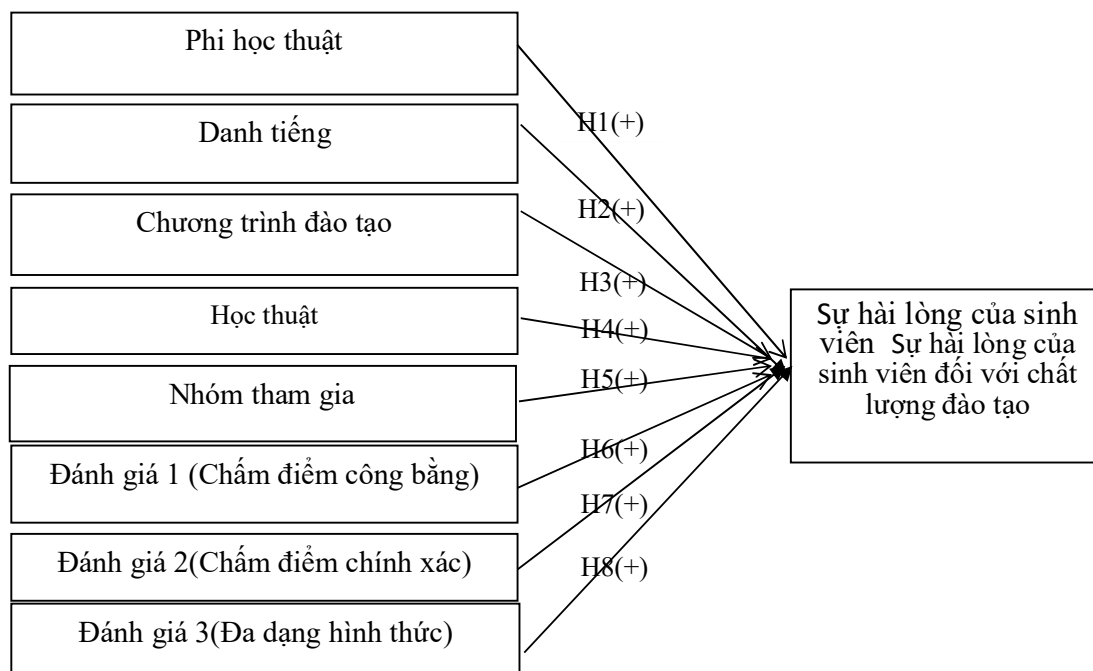 Phi học thuật
Danh tiếng
Chương trình đào tạo
Học thuật
Nhóm tham gia
Đánh giá 1 (Chấm điểm công bằng)
Đánh giá 2(Chấm điểm chính xác)
Đánh giá 3(Đa dạng hình thức)
H1(+)
H2(+)
H3(+)
H4(+)
H5(+)
H6(+)
H7(+)
H8(+)
Sự hài lòng của sinh
viên Sự hài lòng của
sinh viên đối với chất
lượng đào tạo